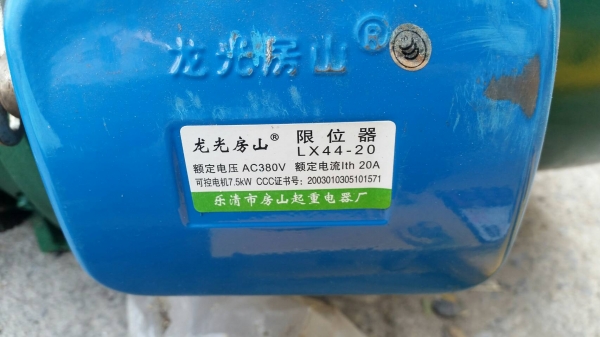 龙光房山®
龙光房山® 限位器
LX44-20
额定电压 AC380V 额定电流Ith 20A
可控电机7.5kW CCC证书号：2003010305101571
乐清市房山起重电器厂